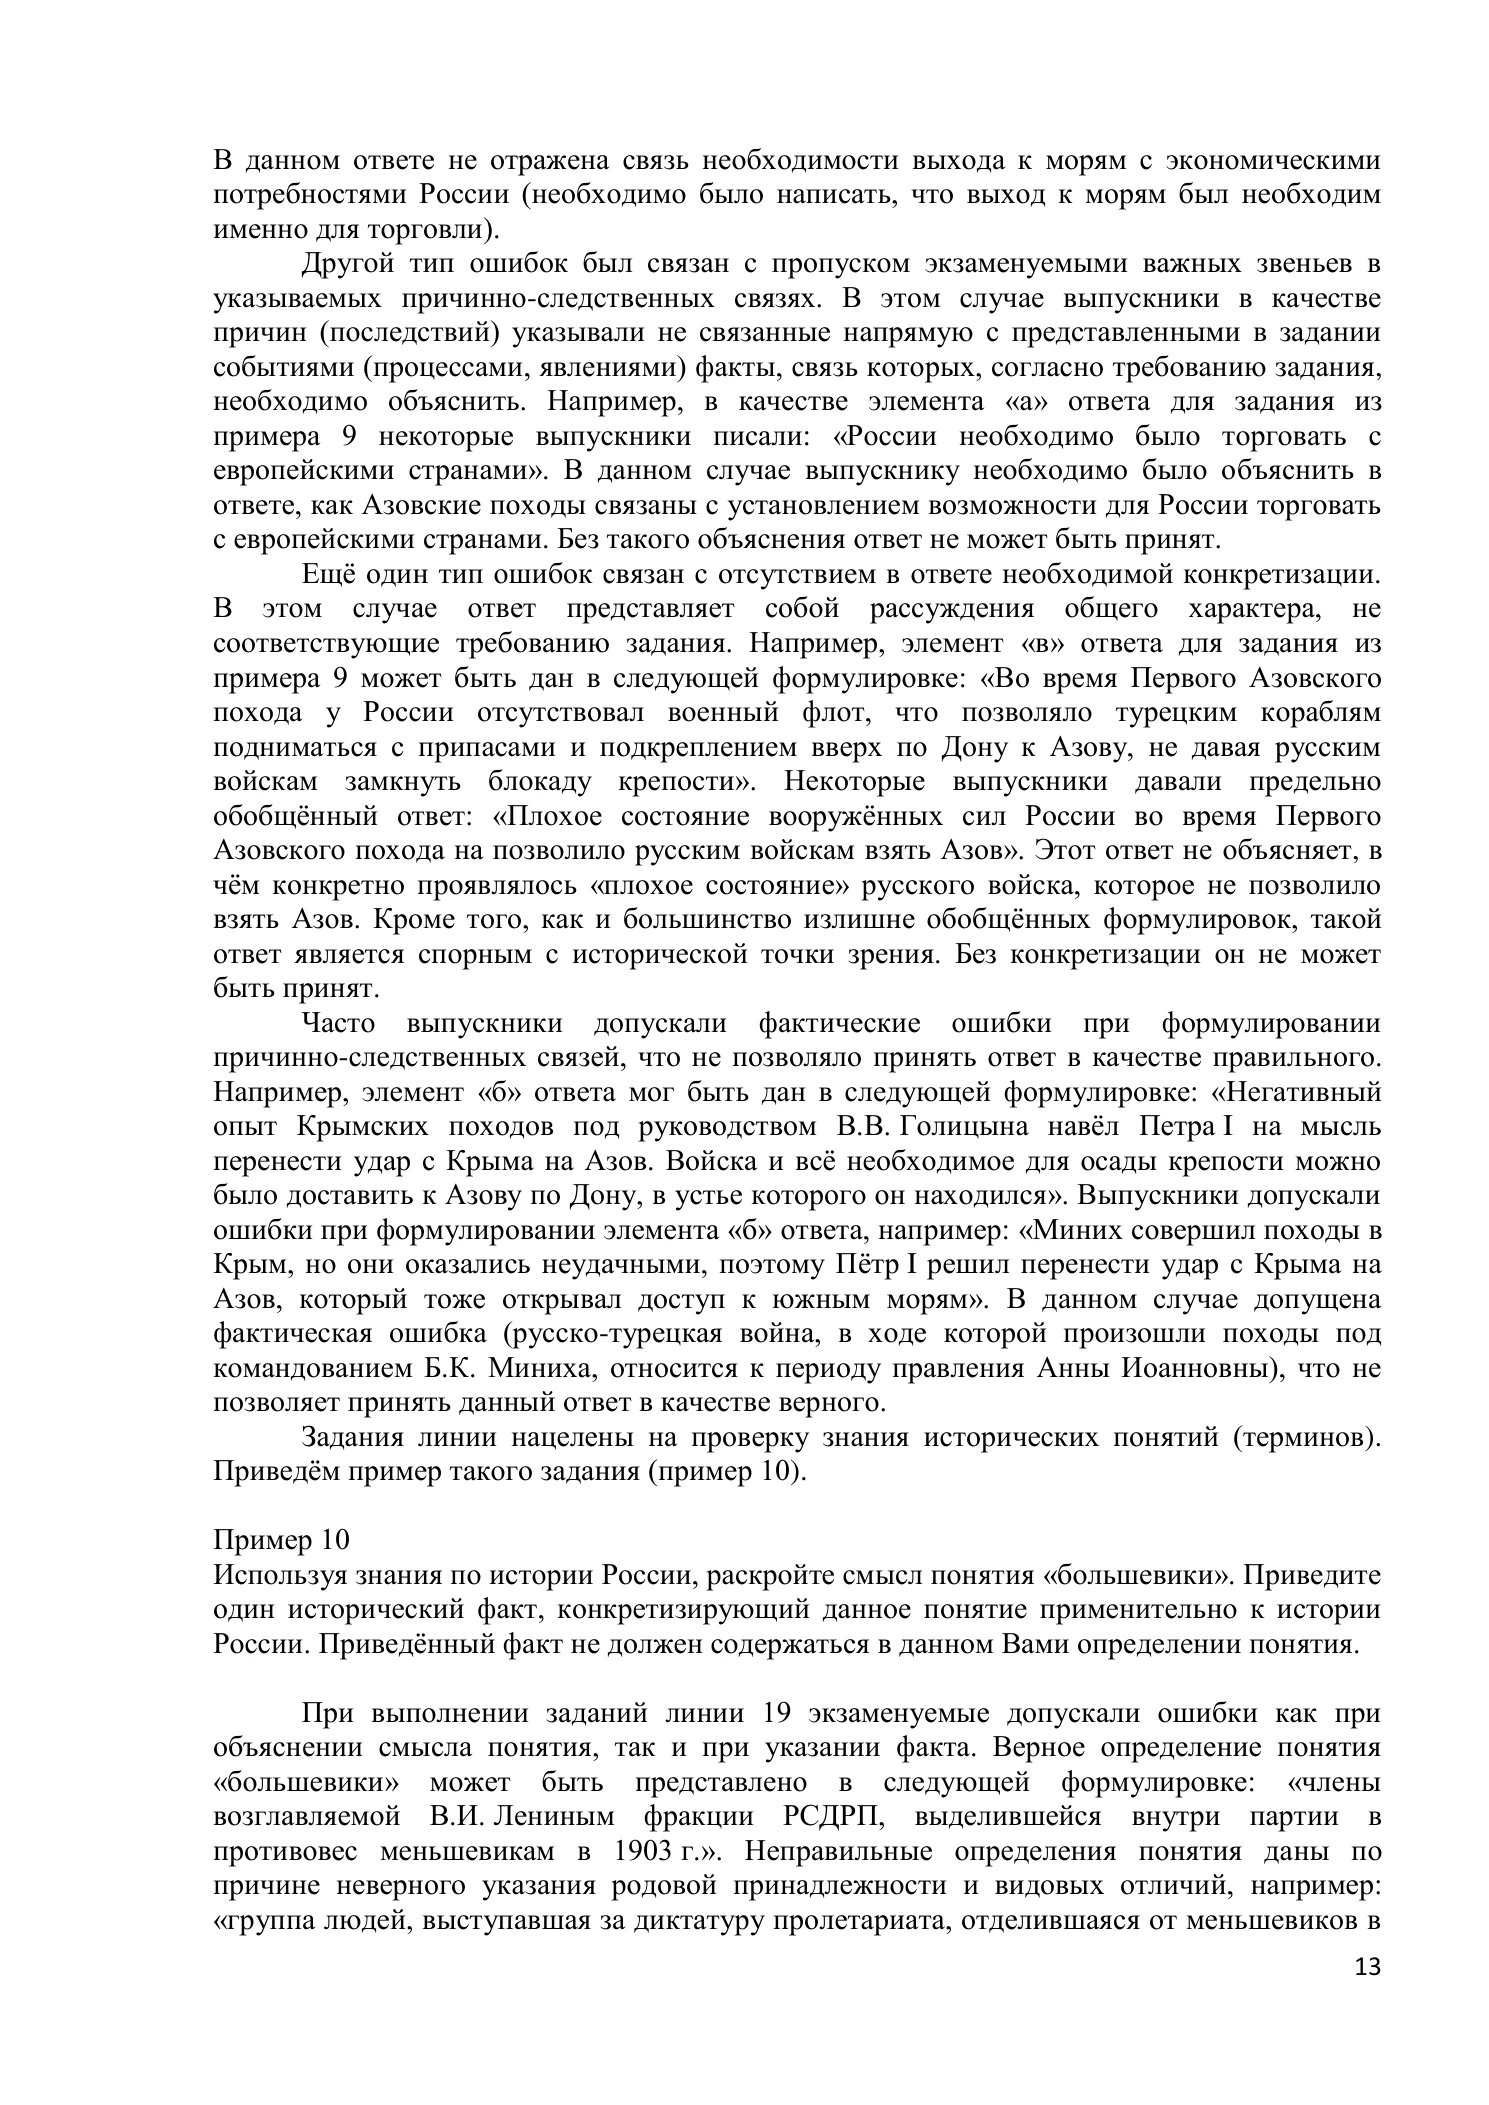 В данном ответе не отражена связь необходимости выхода к морям с экономическими
потребностями России (необходимо было написать, что выход к морям был необходим
именно для торговли).
Другой тип ошибок был связан с пропуском экзаменуемыми важных звеньев в
указываемых причинно-следственных связях. В этом случае выпускники в качестве
причин (последствий) указывали не связанные напрямую с представленными в задании
событиями (процессами, явлениями) факты, связь которых, согласно требованию задания,
необходимо объяснить. Например, в качестве элемента «а» ответа для задания из
примера 9 некоторые выпускники писали: «России необходимо было торговать с
европейскими странами». В данном случае выпускнику необходимо было объяснить в
ответе, как Азовские походы связаны с установлением возможности для России торговать
с европейскими странами. Без такого объяснения ответ не может быть принят.
Ещё один тип ошибок связан с отсутствием в ответе необходимой конкретизации.
В этом случае ответ представляет собой рассуждения общего характера, не
соответствующие требованию задания. Например, элемент «в» ответа для задания из
примера 9 может быть дан в следующей формулировке: «Во время Первого Азовского
похода у России отсутствовал военный флот, что позволяло турецким кораблям
подниматься с припасами и подкреплением вверх по Дону к Азову, не давая русским
войскам замкнуть блокаду крепости». Некоторые выпускники давали предельно
обобщённый ответ: «Плохое состояние вооружённых сил России во время Первого
Азовского похода на позволило русским войскам взять Азов». Этот ответ не объясняет, в
чём конкретно проявлялось «плохое состояние» русского войска, которое не позволило
взять Азов. Кроме того, как и большинство излишне обобщённых формулировок, такой
ответ является спорным с исторической точки зрения. Без конкретизации он не может
быть принят.
Часто выпускники допускали фактические ошибки при формулировании
причинно-следственных связей, что не позволяло принять ответ в качестве правильного.
Например, элемент «б» ответа мог быть дан в следующей формулировке: «Негативный
опыт Крымских походов под руководством В.В. Голицына навёл Петра I на мысль
перенести удар с Крыма на Азов. Войска и всё необходимое для осады крепости можно
было доставить к Азову по Дону, в устье которого он находился». Выпускники допускали
ошибки при формулировании элемента «б» ответа, например: «Миних совершил походы в
Крым, но они оказались неудачными, поэтому Пётр I решил перенести удар с Крыма на
Азов, который тоже открывал доступ к южным морям». В данном случае допущена
фактическая ошибка (русско-турецкая война, в ходе которой произошли походы под
командованием Б.К. Миниха, относится к периоду правления Анны Иоанновны), что не
позволяет принять данный ответ в качестве верного.
Задания линии нацелены на проверку знания исторических понятий (терминов).
Приведём пример такого задания (пример 10).
Пример 10
Используя знания по истории России, раскройте смысл понятия «большевики». Приведите
один исторический факт, конкретизирующий данное понятие применительно к истории
России. Приведённый факт не должен содержаться в данном Вами определении понятия.
При выполнении заданий линии 19 экзаменуемые допускали ошибки как при
объяснении смысла понятия, так и при указании факта. Верное определение понятия
«большевики» может быть представлено в следующей формулировке: «члены
возглавляемой В.И. Лениным фракции РСДРП, выделившейся внутри партии в
противовес меньшевикам в 1903 г.». Неправильные определения понятия даны по
причине неверного указания родовой принадлежности и видовых отличий, например:
«группа людей, выступавшая за диктатуру пролетариата, отделившаяся от меньшевиков в
13